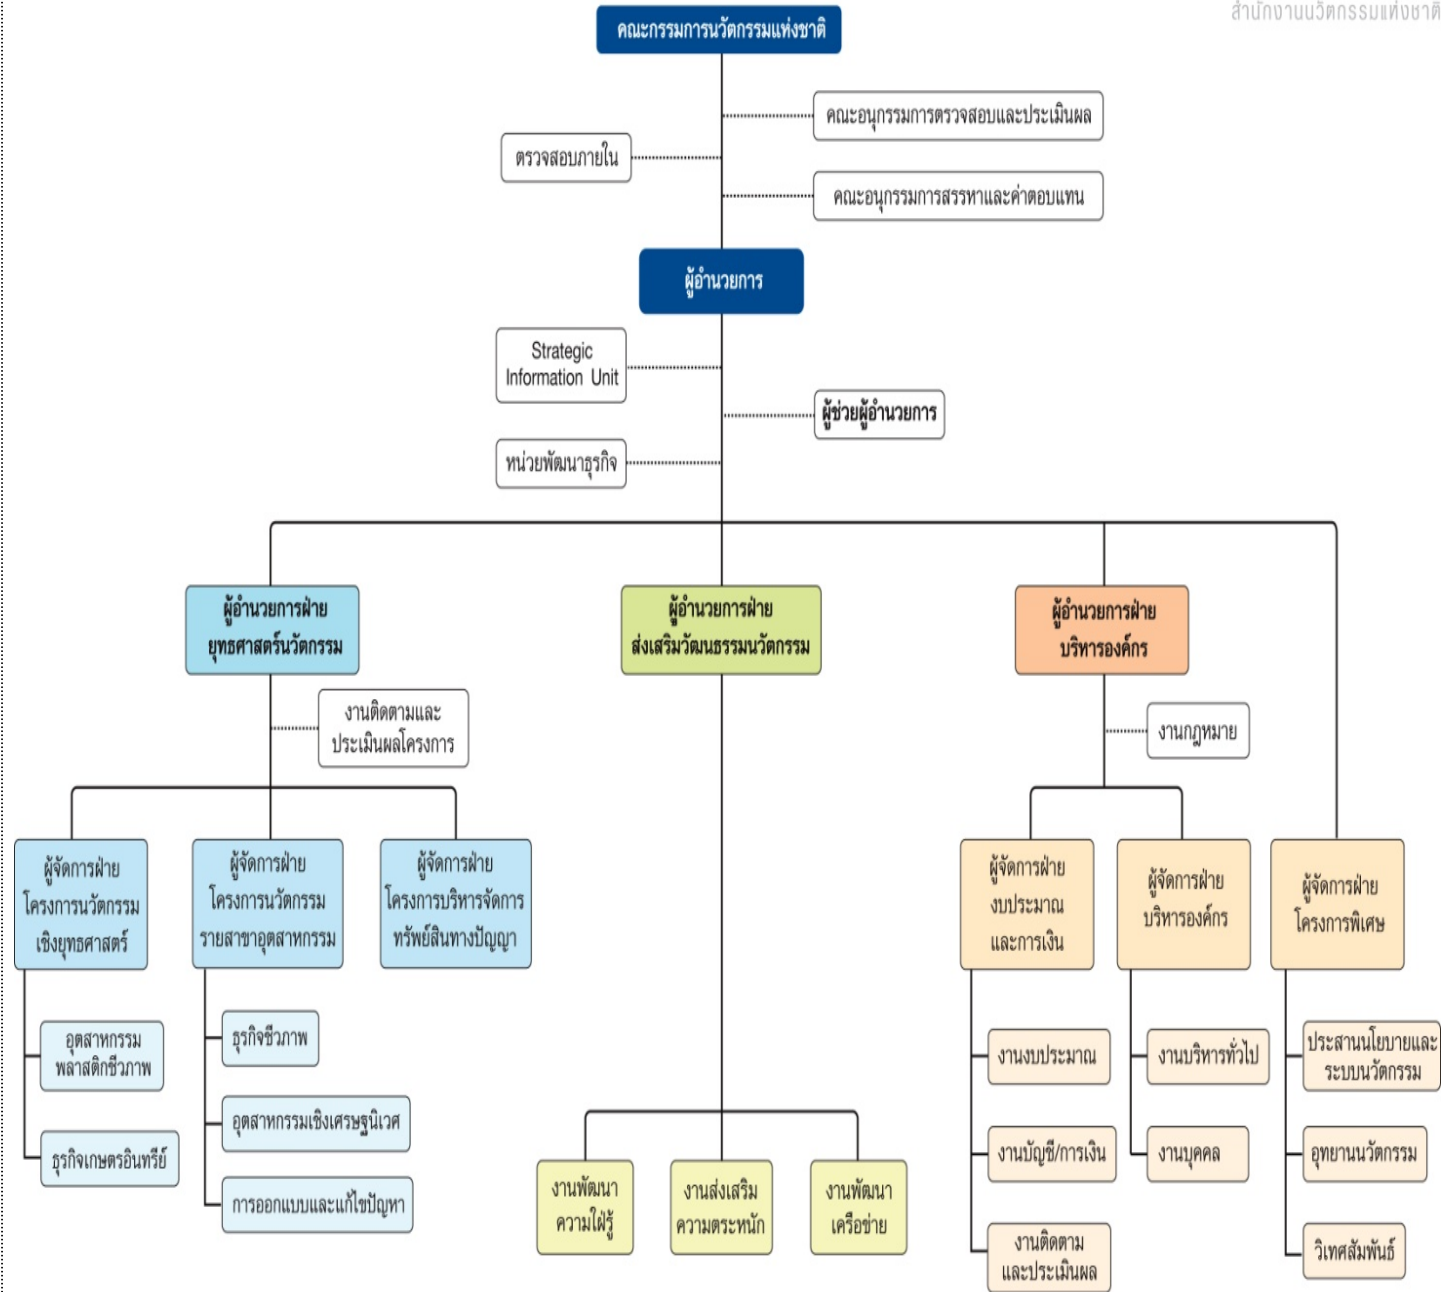 สำนักงานนวัตกรรมแห่งชาติ
คณะกรรมการนวัตกรรมแห่งชาติ
คณะอนุกรรมการตรวจสอบและประเมินผล
ตรวจสอบภายใน
คณะอนุกรรมการสรรหาและค่าตอบแทน
ผู้อำนวยการ
Strategic
Information Unit
ผู้ช่วยผู้อำนวยการ
หน่วยพัฒนาธุรกิจ
ผู้อำนวยการฝ่าย
ยุทธศาสตร์นวัตกรรม
ผู้อำนวยการฝ่าย
ส่งเสริมวัฒนธรรมนวัตกรรม
ผู้อำนวยการฝ่าย
บริหารองค์กร
งานติดตามและ
ประเมินผลโครงการ
งานกฎหมาย
ผู้จัดการฝ่าย
โครงการนวัตกรรม
เชิงยุทธศาสตร์
ผู้จัดการฝ่าย
โครงการนวัตกรรม
รายสาขาอุตสาหกรรม
ผู้จัดการฝ่าย
โครงการบริหารจัดการ
ทรัพย์สินทางปัญญา
ผู้จัดการฝ่าย
งบประมาณ
และการเงิน
ผู้จัดการฝ่าย
บริหารองค์กร
ผู้จัดการฝ่าย
โครงการพิเศษ
อุตสาหกรรม
พลาสติกชีวภาพ
ธุรกิจเกษตรอินทรีย์
ธุรกิจชีวภาพ
อุตสาหกรรมเชิงเศรษฐนิเวศ
การออกแบบและแก้ไขปัญหา
งานพัฒนา
ความใฝ่รู้
งานส่งเสริม
ความตระหนัก
งานพัฒนา
เครือข่าย
งานงบประมาณ
งานบัญชี/การเงิน
งานติดตาม
และประเมินผล
งานบริหารทั่วไป
งานบุคคล
ประสานนโยบายและ
ระบบนวัตกรรม
อุทยานนวัตกรรม
วิเทศสัมพันธ์